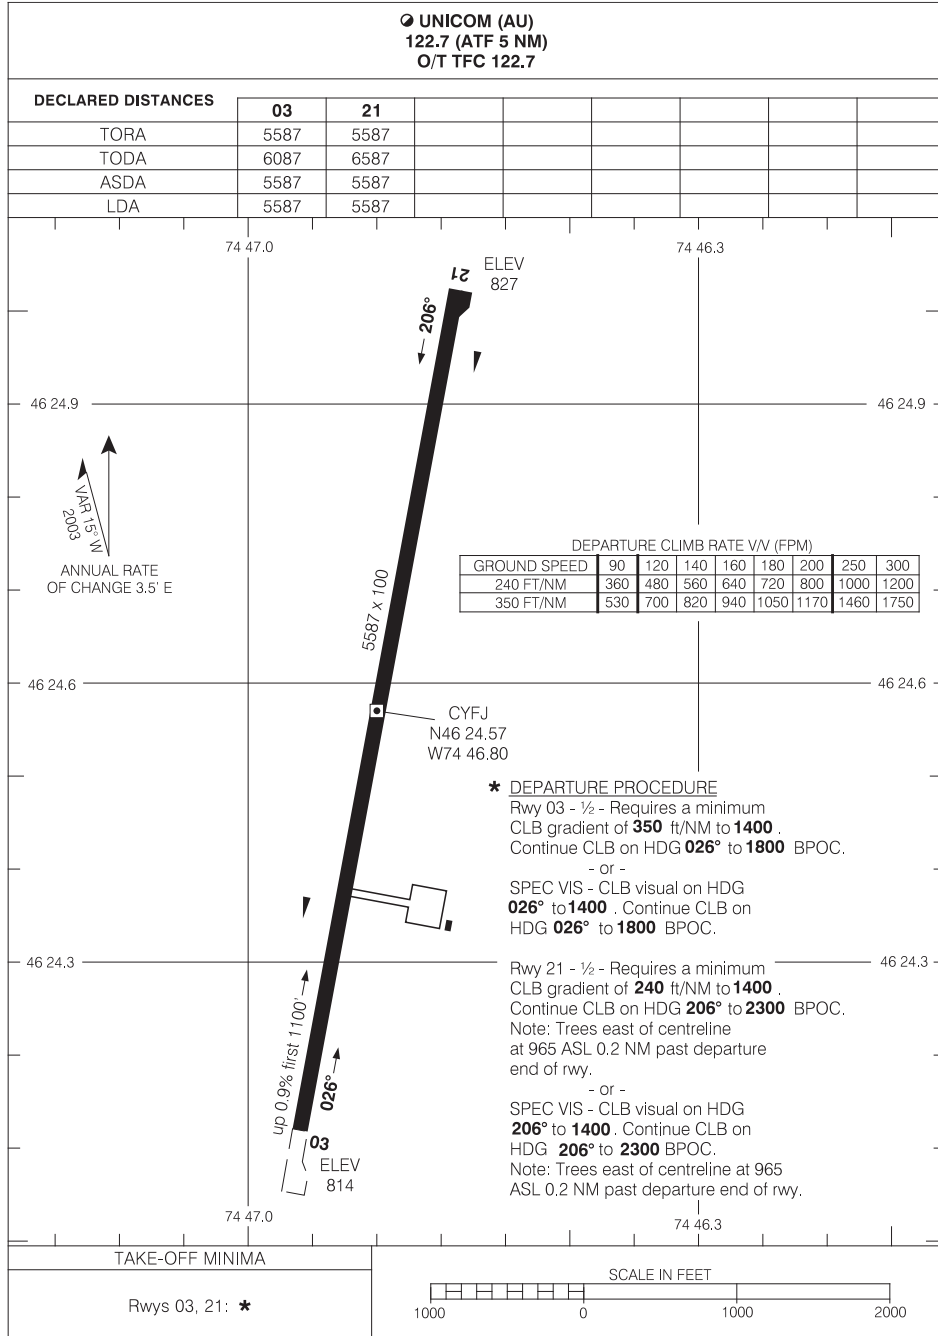 UNICOM (AU)
122.7 (ATF 5 NM)
O/T TFC 122.7
DECLARED DISTANCES 03 21
TORA 5587 5587
TODA 6087 6587
ASDA 5587 5587
LDA 5587 5587
74 47.0 74 46.3
21 ELEV
827
206°
46 24.9 46 24.9
VAR 15° W
2003
ANNUAL RATE
OF CHANGE 3.5' E
DEPARTURE CLIMB RATE V/V (FPM)
GROUND SPEED 90 120 140 160 180 200 250 300
240 FT/NM 360 480 560 640 720 800 1000 1200
350 FT/NM 530 700 820 940 1050 1170 1460 1750
5587 x 100
46 24.6 46 24.6
CYFJ
N46 24.57
W74 46.80
* DEPARTURE PROCEDURE
Rwy 03 - ½ - Requires a minimum
CLB gradient of 350 ft/NM to 1400 .
Continue CLB on HDG 026° to 1800 BPOC.
- or -
SPEC VIS - CLB visual on HDG
026° to 1400 . Continue CLB on
HDG 026° to 1800 BPOC.
46 24.3 46 24.3
Rwy 21 - ½ - Requires a minimum
CLB gradient of 240 ft/NM to 1400 .
Continue CLB on HDG 206° to 2300 BPOC.
Note: Trees east of centreline
at 965 ASL 0.2 NM past departure
end of rwy.
- or -
SPEC VIS - CLB visual on HDG
206° to 1400 . Continue CLB on
HDG 206° to 2300 BPOC.
Note: Trees east of centreline at 965
ASL 0.2 NM past departure end of rwy.
up 0.9% first 1100'
026°
03
ELEV
814
74 47.0 74 46.3
TAKE-OFF MINIMA
Rwys 03, 21: *
SCALE IN FEET
1000 0 1000 2000